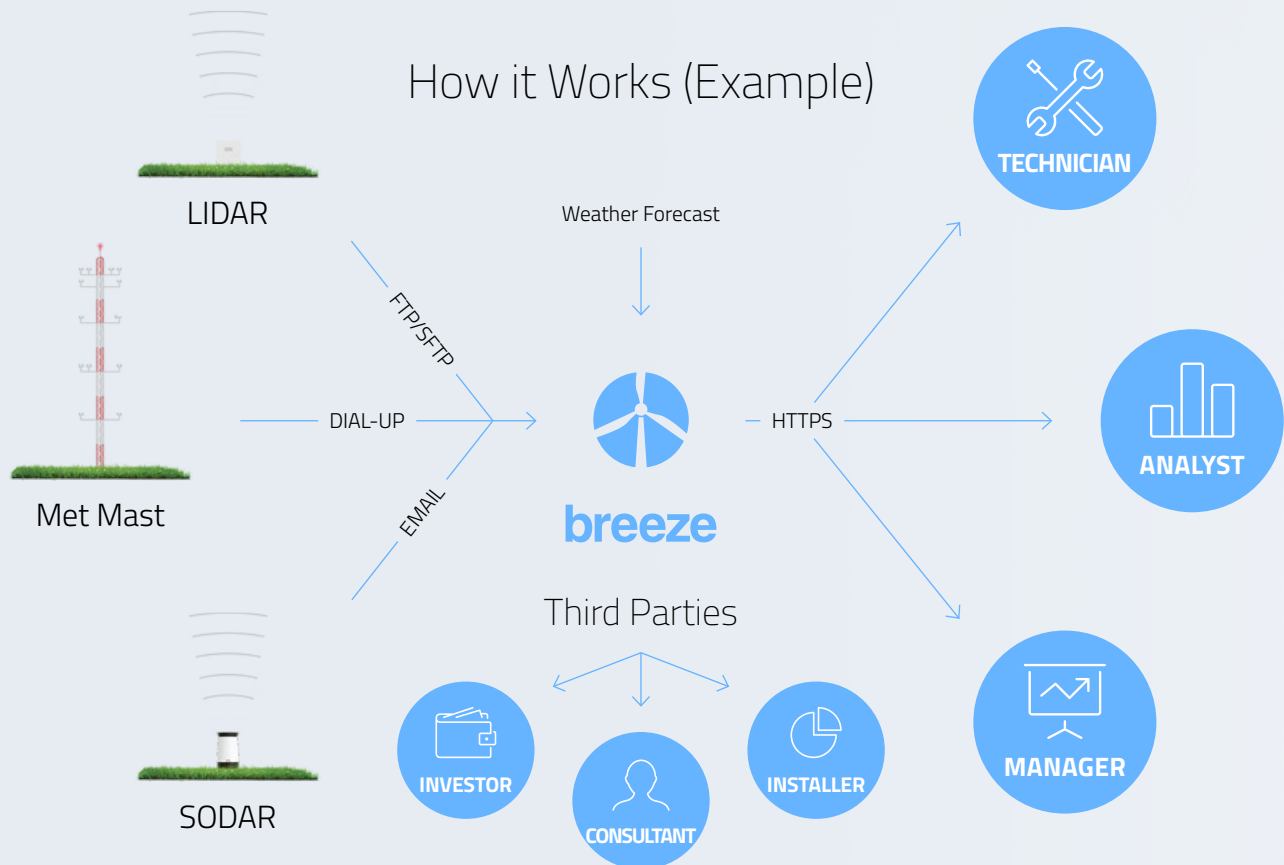 How it Works (Example)
LIDAR
Met Mast
SODAR
Weather Forecast
FTP/SFTP
DIAL-UP
EMAIL
breeze
HTTPS
TECHNICIAN
ANALYST
MANAGER
Third Parties
INVESTOR
CONSULTANT
INSTALLER